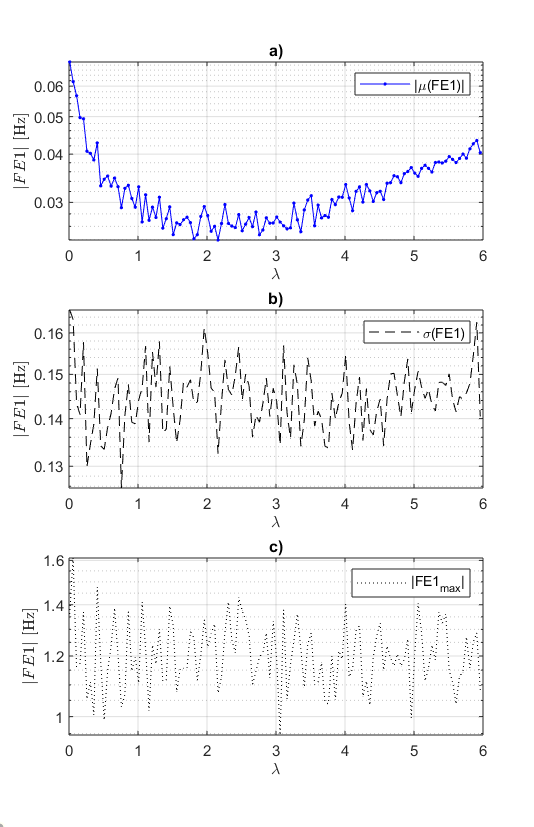 a)
|μ(FE1)|
0.06
0.05
0.04
0.03
|FE1| [Hz]
0 1 2 3 4 5 6
λ
b)
σ(FE1)
0.16
0.15
0.14
0.13
|FE1| [Hz]
0 1 2 3 4 5 6
λ
c)
|FE1max|
1.6
1.4
1.2
1
|FE1| [Hz]
0 1 2 3 4 5 6
λ